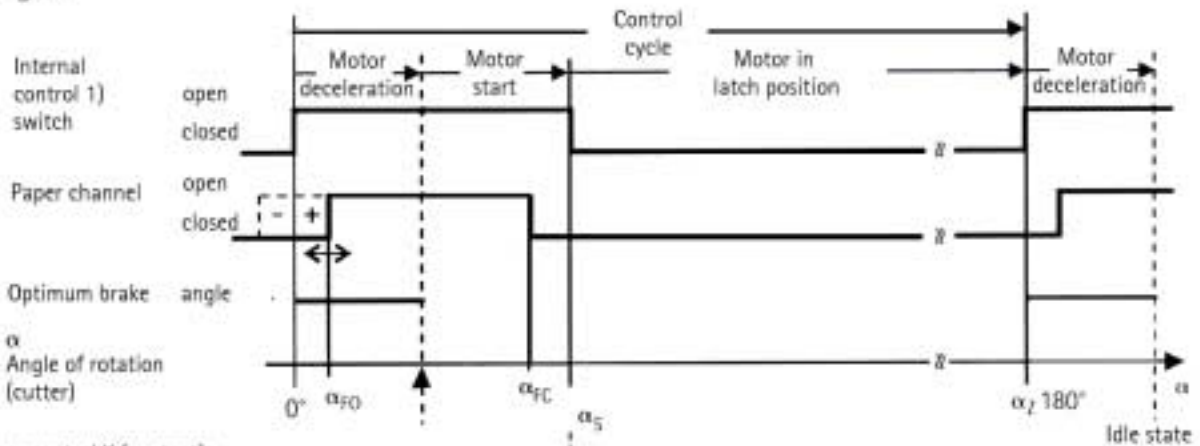 Control
cycle
Internal
control 1)
switch
open
closed
Motor
deceleration
Motor
start
Motor in
latch position
Motor
deceleration
Paper channel
open
closed
- +
Optimum brake angle
α
Angle of rotation
(cutter)
0°
αFO
αFC
αS
αZ 180°
α
Idle state